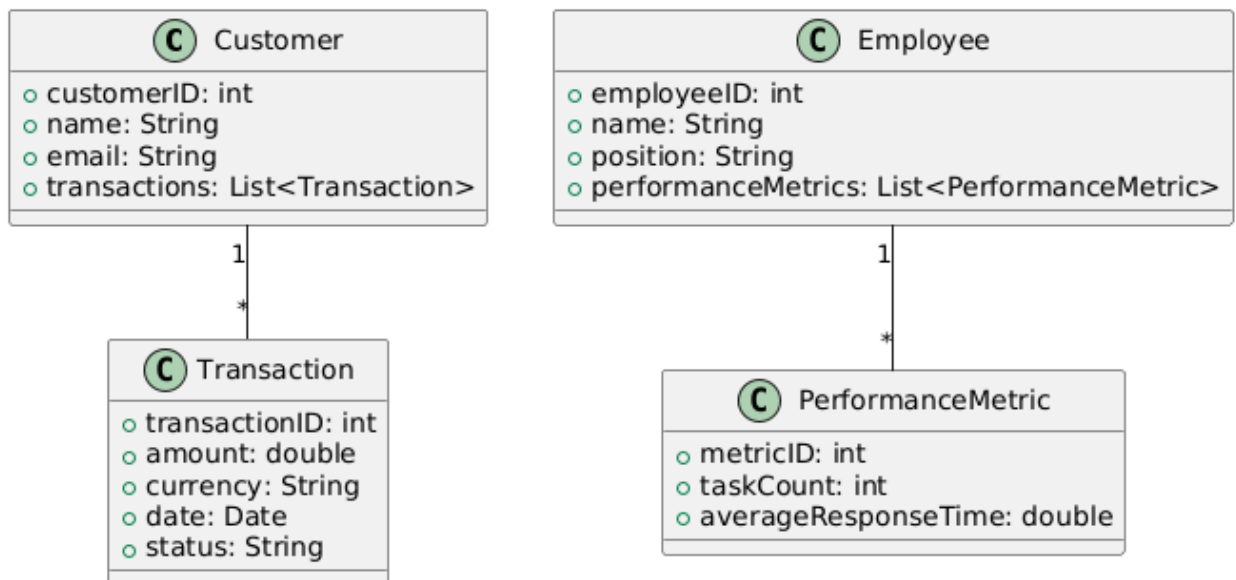 C Customer
customerID: int
name: String
email: String
transactions: List<Transaction>
C Employee
employeeID: int
name: String
position: String
performanceMetrics: List<PerformanceMetric>
1
*
1
*
C Transaction
transactionID: int
amount: double
currency: String
date: Date
status: String
C PerformanceMetric
metricID: int
taskCount: int
averageResponseTime: double